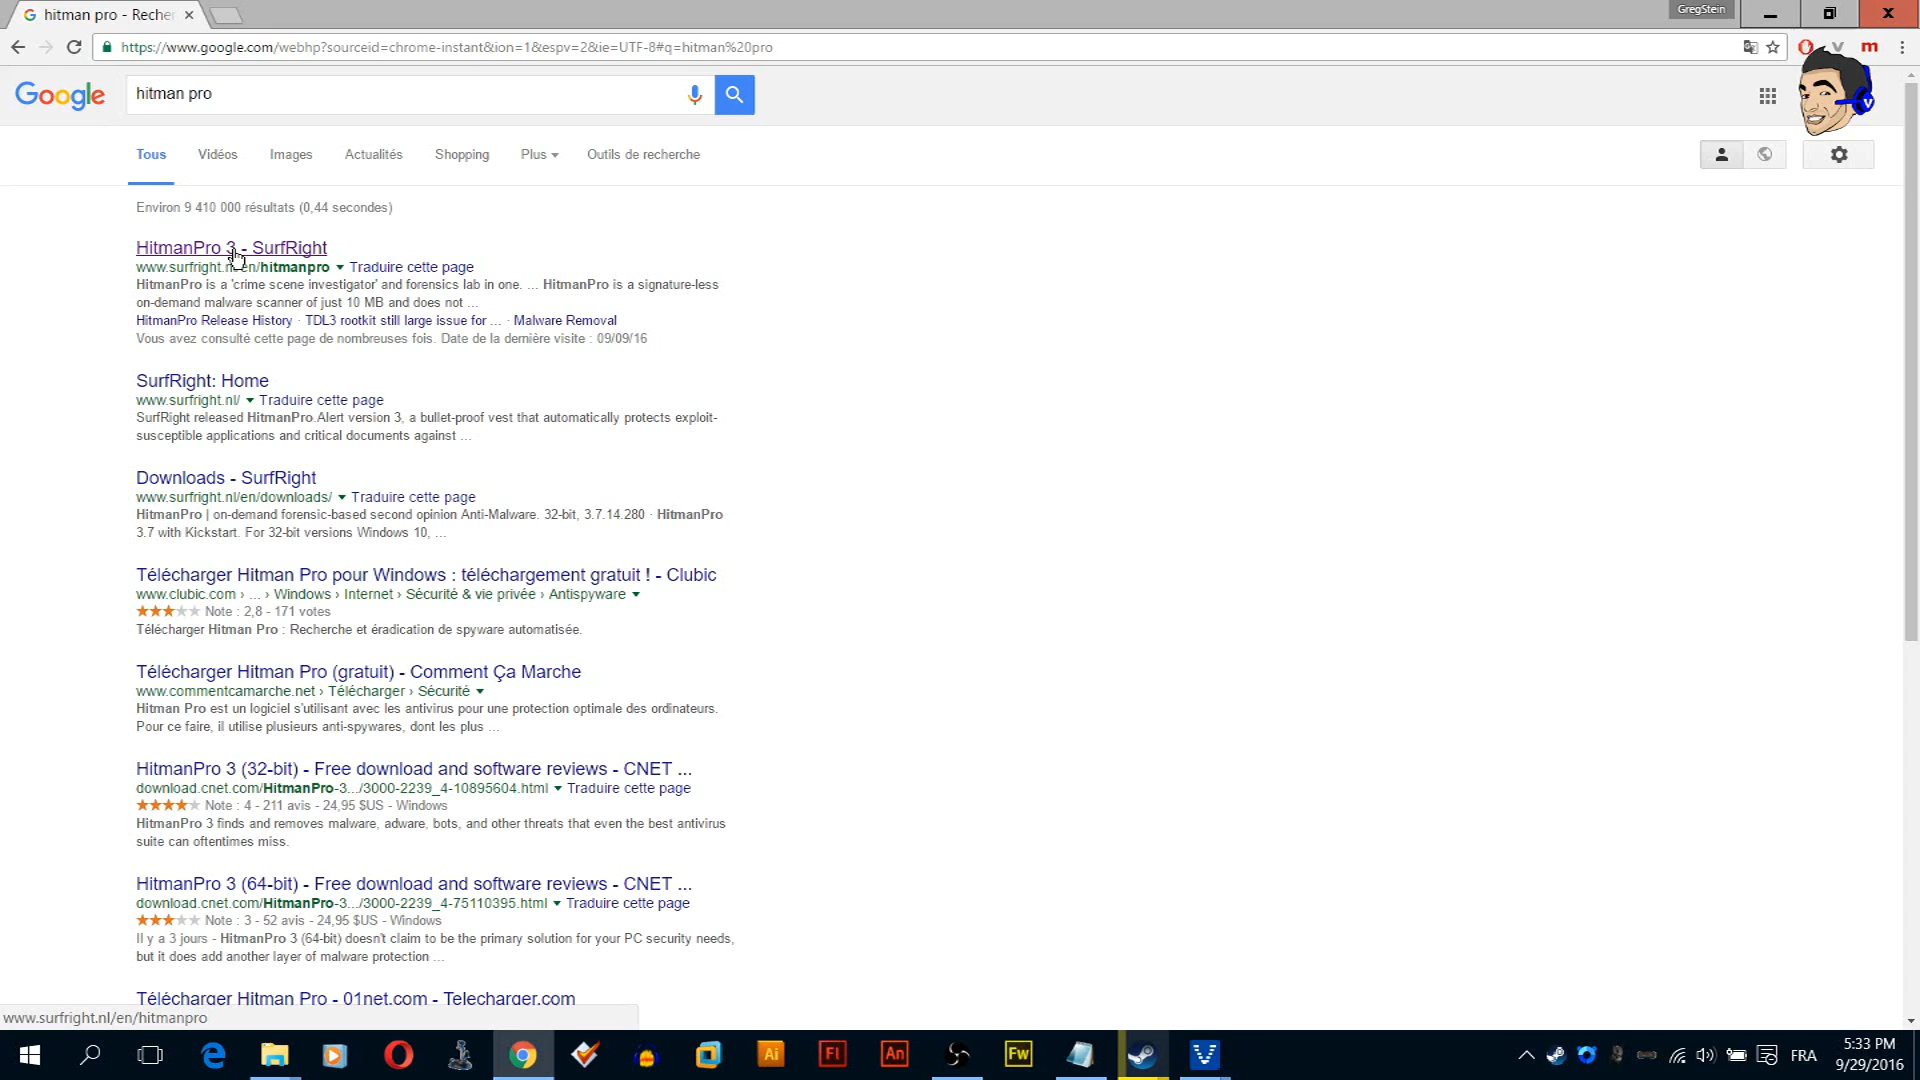 hitman pro - Recher
GregStein
https://www.google.com/webhp?sourceid=chrome-instant&ion=1&espv=2&ie=UTF-8#q=hitman%20pro
Google
hitman pro
Tous
Vidéos
Images
Actualités
Shopping
Plus
Outils de recherche
Environ 9 410 000 résultats (0,44 secondes)
HitmanPro 3 - SurfRight
www.surfright.nl/en/hitmanpro Traduire cette page
HitmanPro is a 'crime scene investigator' and forensics lab in one. ... HitmanPro is a signature-less
on-demand malware scanner of just 10 MB and does not ...
HitmanPro Release History · TDL3 rootkit still large issue for ... · Malware Removal
Vous avez consulté cette page de nombreuses fois. Date de la dernière visite : 09/09/16
SurfRight: Home
www.surfright.nl/ Traduire cette page
SurfRight released HitmanPro.Alert version 3, a bullet-proof vest that automatically protects exploit-
susceptible applications and critical documents against ...
Downloads - SurfRight
www.surfright.nl/en/downloads/ Traduire cette page
HitmanPro | on-demand forensic-based second opinion Anti-Malware. 32-bit, 3.7.14.280 · HitmanPro
3.7 with Kickstart. For 32-bit versions Windows 10, ...
Télécharger Hitman Pro pour Windows : téléchargement gratuit ! - Clubic
www.clubic.com › ... › Windows › Internet › Sécurité & vie privée › Antispyware
Note : 2,8 - 171 votes
Télécharger Hitman Pro : Recherche et éradication de spyware automatisée.
Télécharger Hitman Pro (gratuit) - Comment Ça Marche
www.commentcamarche.net › Télécharger › Sécurité
Hitman Pro est un logiciel s'utilisant avec les antivirus pour une protection optimale des ordinateurs.
Pour ce faire, il utilise plusieurs anti-spywares, dont les plus ...
HitmanPro 3 (32-bit) - Free download and software reviews - CNET ...
download.cnet.com/HitmanPro-3.../3000-2239_4-10895604.html Traduire cette page
Note : 4 - 211 avis - 24,95 $US - Windows
HitmanPro 3 finds and removes malware, adware, bots, and other threats that even the best antivirus
suite can oftentimes miss.
HitmanPro 3 (64-bit) - Free download and software reviews - CNET ...
download.cnet.com/HitmanPro-3.../3000-2239_4-75110395.html Traduire cette page
Note : 3 - 52 avis - 24,95 $US - Windows
Il y a 3 jours - HitmanPro 3 (64-bit) doesn't claim to be the primary solution for your PC security needs,
but it does add another layer of malware protection ...
Télécharger Hitman Pro - 01net.com - Telecharger.com
www.surfright.nl/en/hitmanpro
Ai
Fl
An
Fw
V
FRA
5:33 PM
9/29/2016